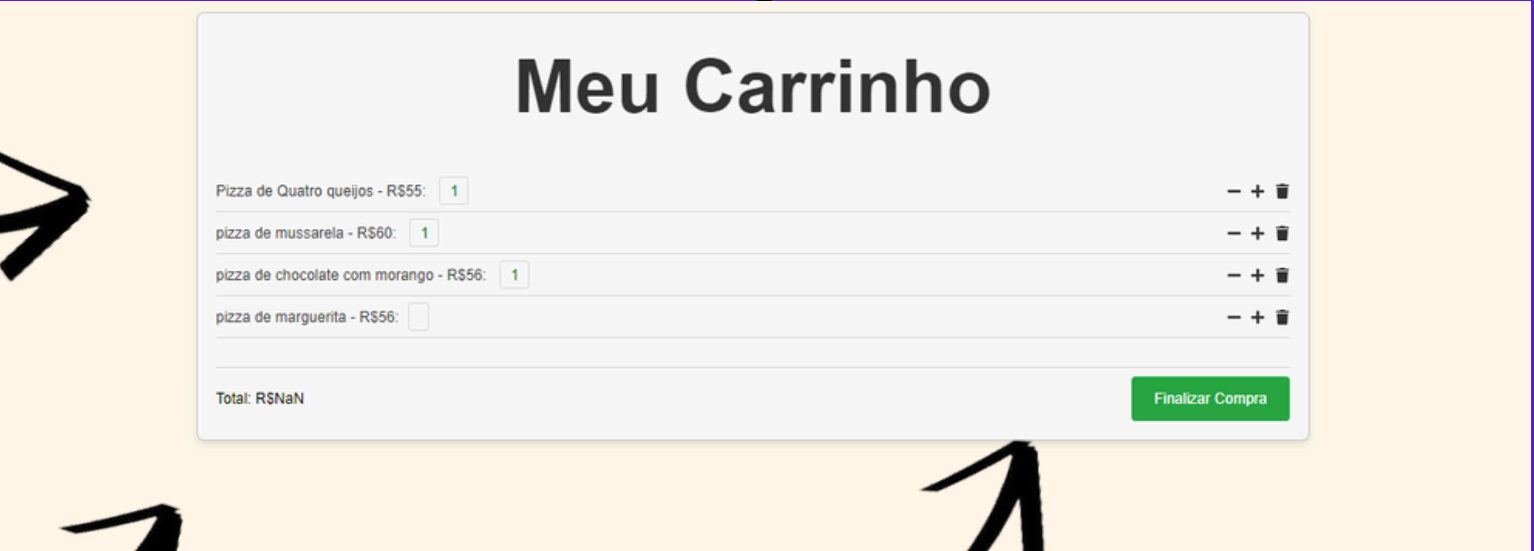 Meu Carrinho
Pizza de Quatro queijos - R$55: 1
pizza de mussarela - R$60: 1
pizza de chocolate com morango - R$56: 1
pizza de marguerita - R$56:
Total: R$NaN
Finalizar Compra